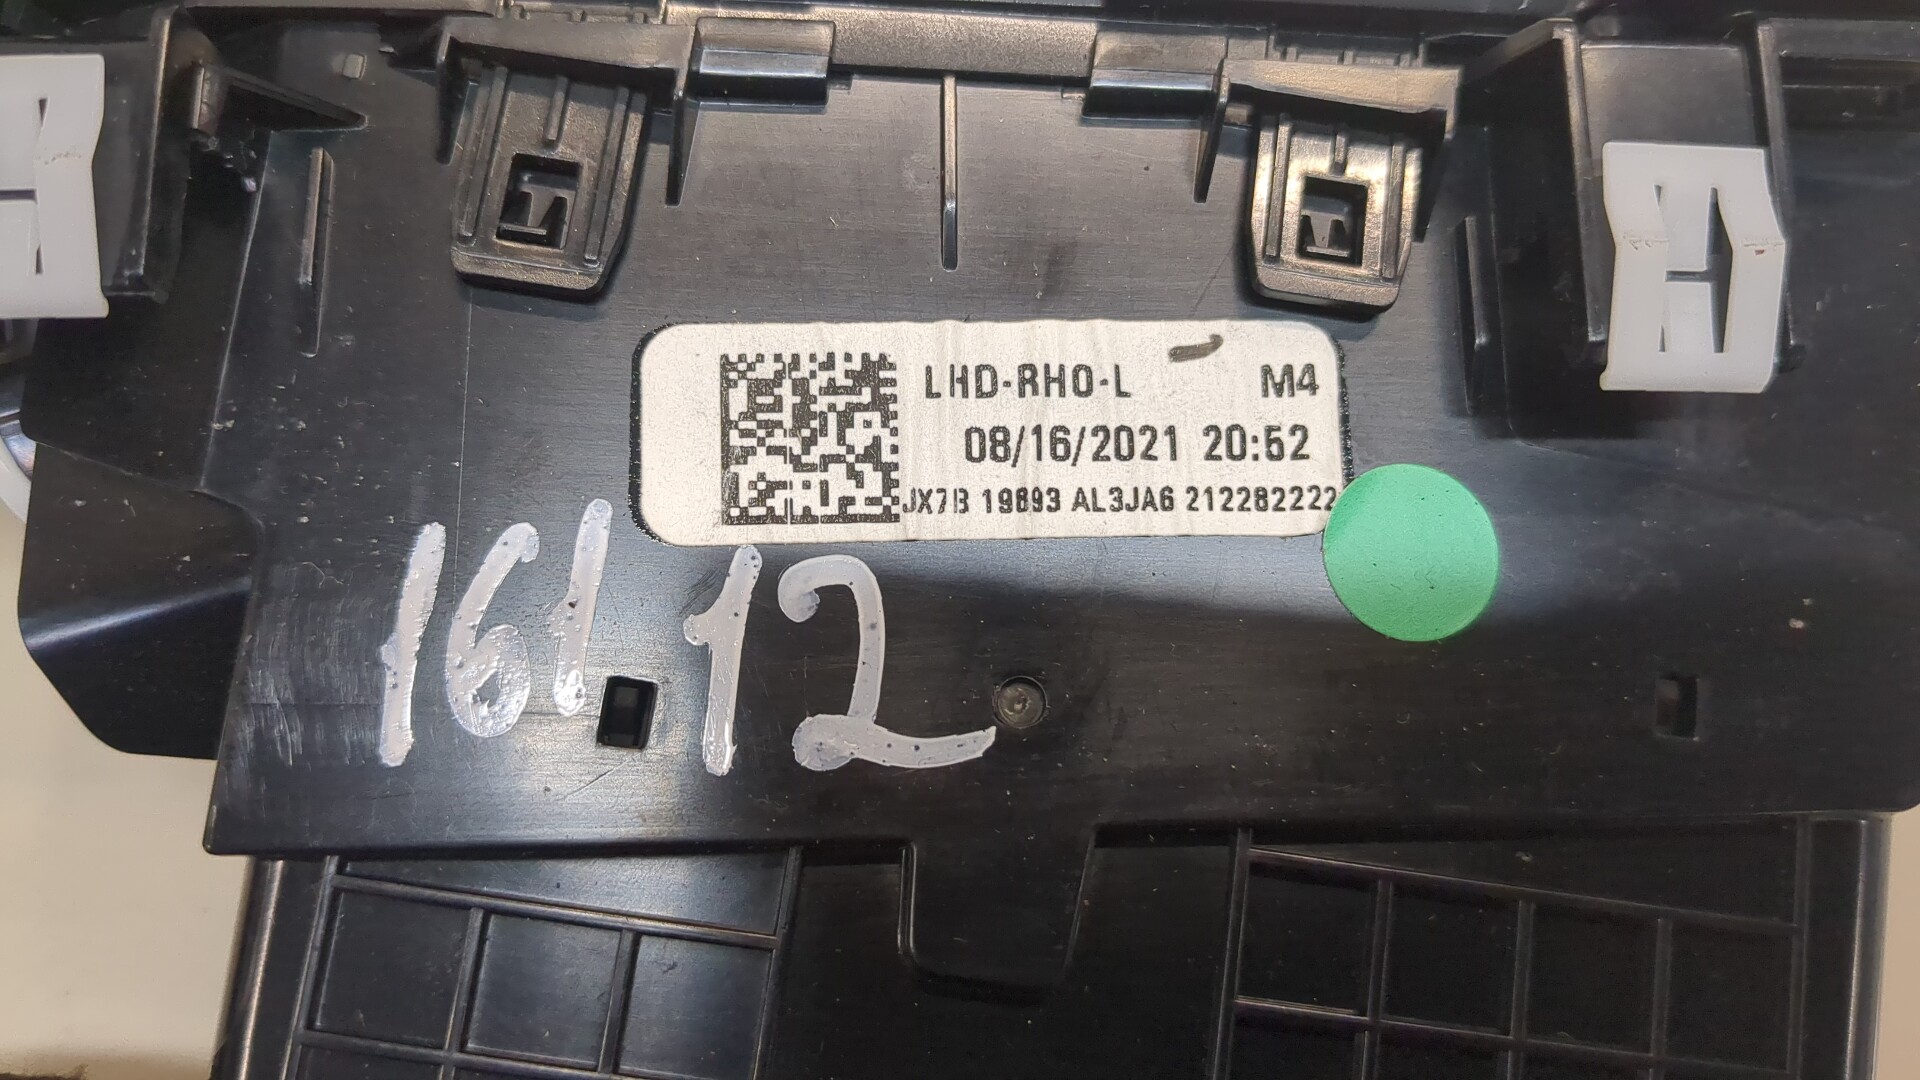 LHD-RHO-L M4
08/16/2021 20:52
JX7B 19893 AL3JA6 212282222
161.12